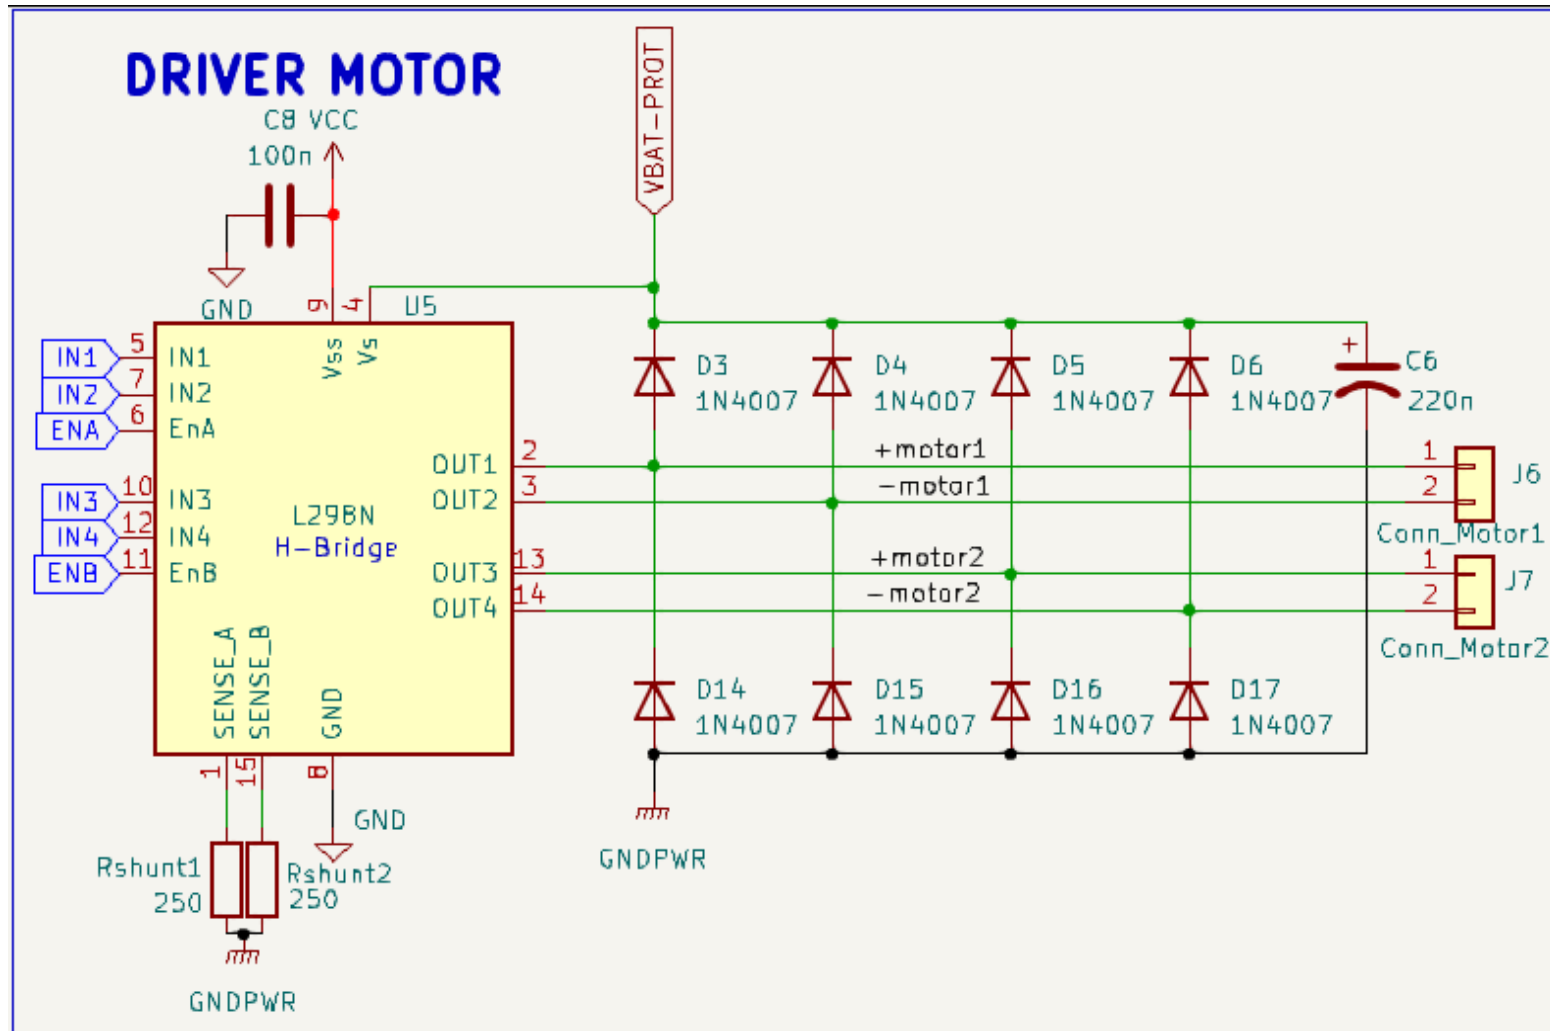 DRIVER MOTOR
C8 VCC
100n
VBAT-PROT
GND
9
4
U5
Vss
Vs
IN1
5
IN1
IN2
7
IN2
ENA
6
EnA
IN3
10
IN3
IN4
12
IN4
ENB
11
EnB
L298N
H-Bridge
OUT1
2
OUT2
3
OUT3
13
OUT4
14
SENSE_A
SENSE_B
GND
1
15
8
GND
Rshunt1
250
Rshunt2
250
GNDPWR
D3
1N4007
D4
1N4007
D5
1N4007
D6
1N4007
+
C6
220n
+motor1
-motor1
+motor2
-motor2
1
2
J6
Conn_Motor1
1
2
J7
Conn_Motor2
D14
1N4007
D15
1N4007
D16
1N4007
D17
1N4007
GNDPWR